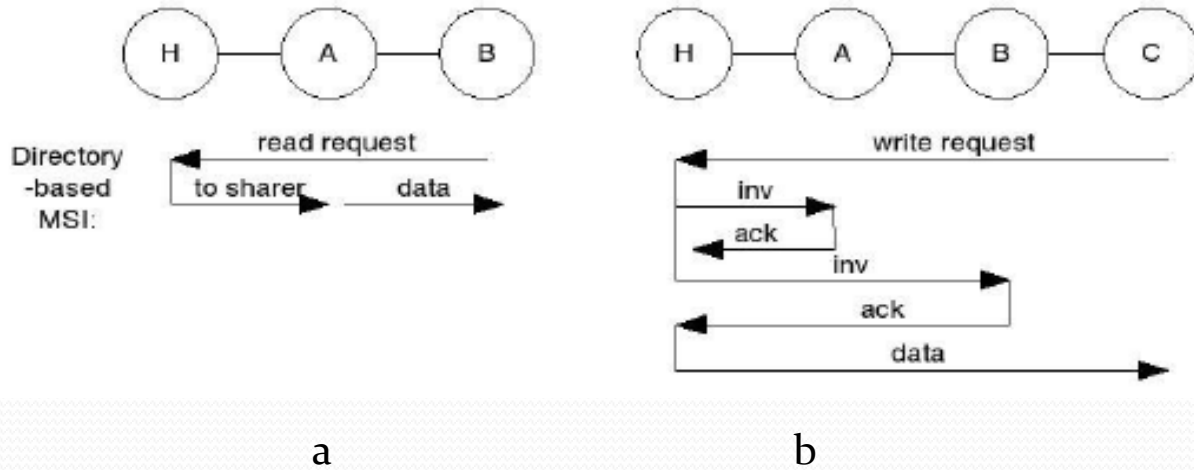 H A B
H A B C
Directory
-based
MSI:
read request
to sharer data
write request
inv
ack
inv
ack
data
a
b